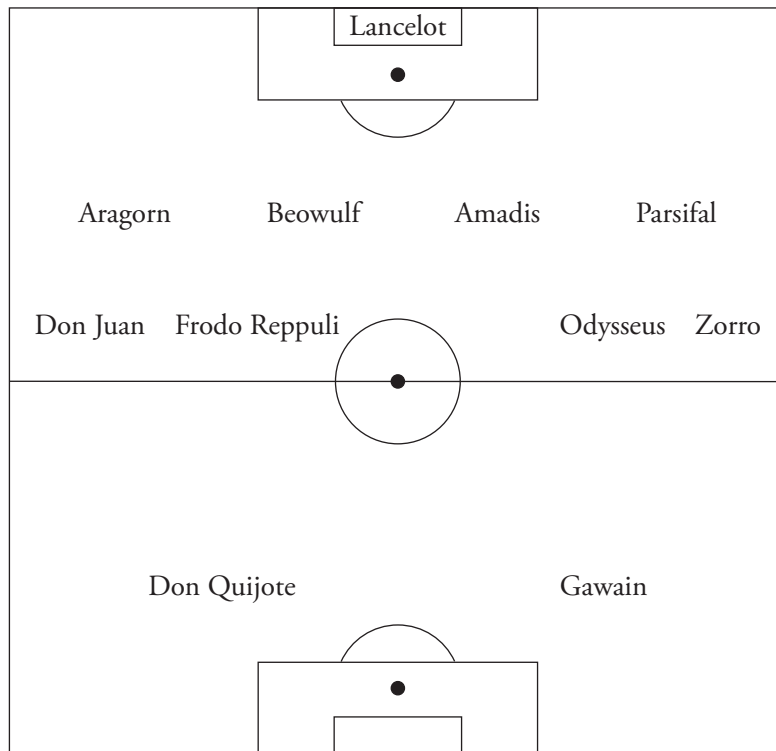 Lancelot
Aragorn Beowulf Amadis Parsifal
Don Juan Frodo Reppuli Odysseus Zorro
Don Quijote Gawain